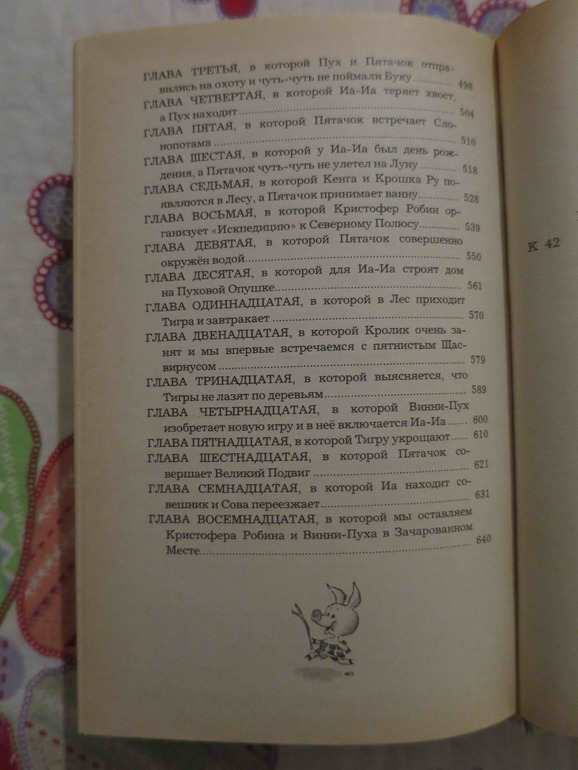 ГЛАВА ТРЕТЬЯ, в которой Пух и Пятачок отпра-
вились на охоту и чуть-чуть не поймали Буку ........... 498
ГЛАВА ЧЕТВЕРТАЯ, в которой Иа-Иа теряет хвост,
а Пух находит ........... 504
ГЛАВА ПЯТАЯ, в которой Пятачок встречает Сло-
нопотама ........... 510
ГЛАВА ШЕСТАЯ, в которой у Иа-Иа был день рож-
дения, а Пятачок чуть-чуть не улетел на Луну ........... 518
ГЛАВА СЕДЬМАЯ, в которой Кенга и Крошка Ру по-
являются в Лесу, а Пятачок принимает ванну ........... 528
ГЛАВА ВОСЬМАЯ, в которой Кристофер Робин ор-
ганизует «Искпедицию» к Северному Полюсу ........... 539
ГЛАВА ДЕВЯТАЯ, в которой Пятачок совершенно
окружён водой ........... 550
ГЛАВА ДЕСЯТАЯ, в которой для Иа-Иа строят дом
на Пуховой Опушке ........... 561
ГЛАВА ОДИННАДЦАТАЯ, в которой в Лес приходит
Тигра и завтракает ........... 570
ГЛАВА ДВЕНАДЦАТАЯ, в которой Кролик очень за-
нят и мы впервые встречаемся с пятнистым Щас-
вирнусом ........... 579
ГЛАВА ТРИНАДЦАТАЯ, в которой выясняется, что
Тигры не лазят по деревьям ........... 589
ГЛАВА ЧЕТЫРНАДЦАТАЯ, в которой Винни-Пух
изобретает новую игру и в неё включается Иа-Иа ........... 600
ГЛАВА ПЯТНАДЦАТАЯ, в которой Тигру укрощают ........... 610
ГЛАВА ШЕСТНАДЦАТАЯ, в которой Пятачок со-
вершает Великий Подвиг ........... 621
ГЛАВА СЕМНАДЦАТАЯ, в которой Иа находит со-
вешник и Сова переезжает ........... 631
ГЛАВА ВОСЕМНАДЦАТАЯ, в которой мы оставляем
Кристофера Робина и Винни-Пуха в Зачарованном
Месте ........... 640
К 42